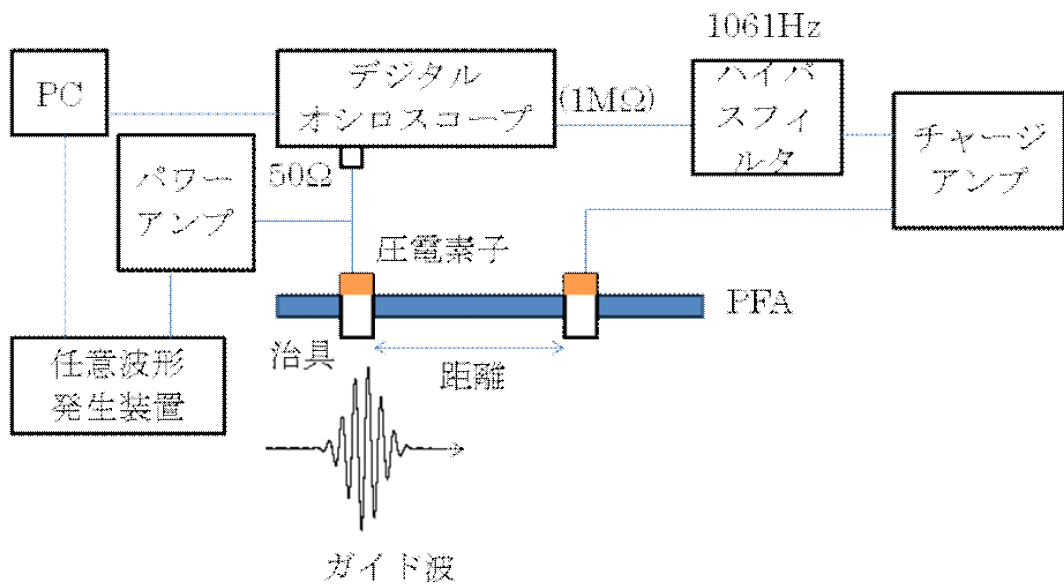 1061Hz
PC
デジタル
オシロスコープ
(1MΩ)
ハイパ
スフィ
ルタ
チャージ
アンプ
パワー
アンプ
50Ω
圧電素子
PFA
治具
距離
任意波形
発生装置
ガイド波